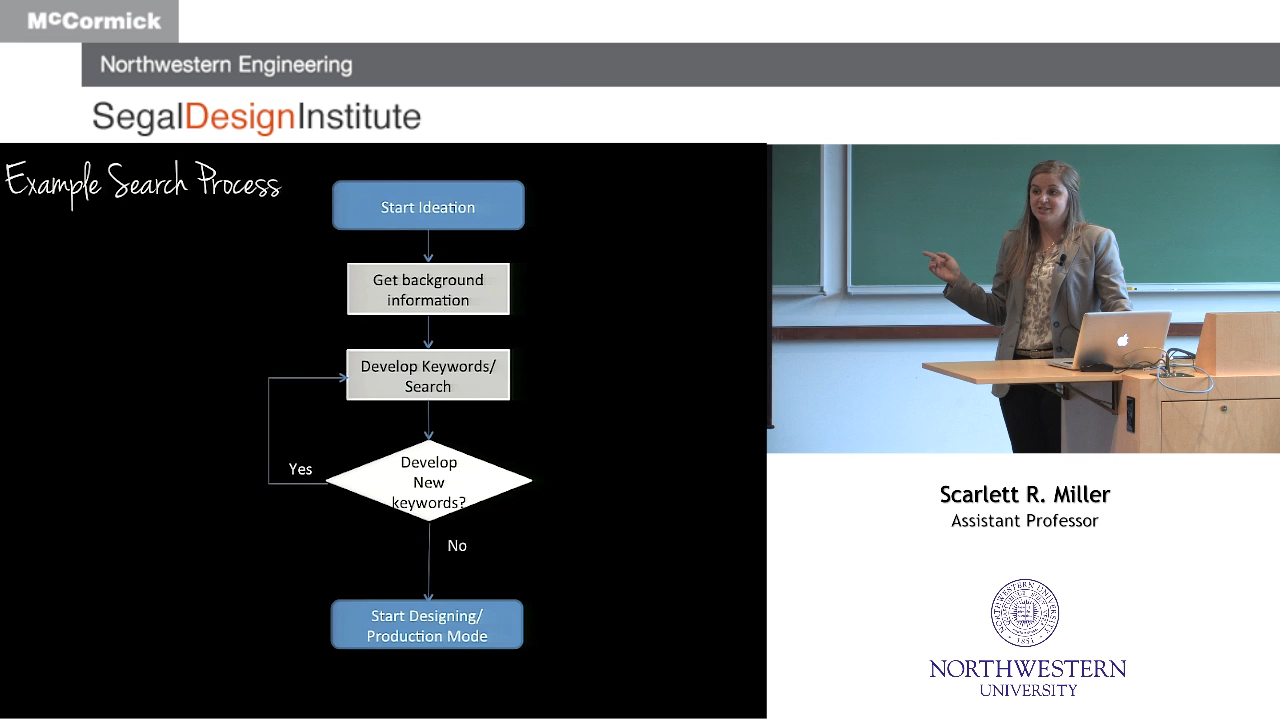 McCormick
Northwestern Engineering
SegalDesignInstitute
Example Search Process
Start Ideation
Get background
information
Develop Keywords/
Search
Develop
New
keywords?
Yes
No
Start Designing/
Production Mode
Scarlett R. Miller
Assistant Professor
NORTHWESTERN
UNIVERSITY